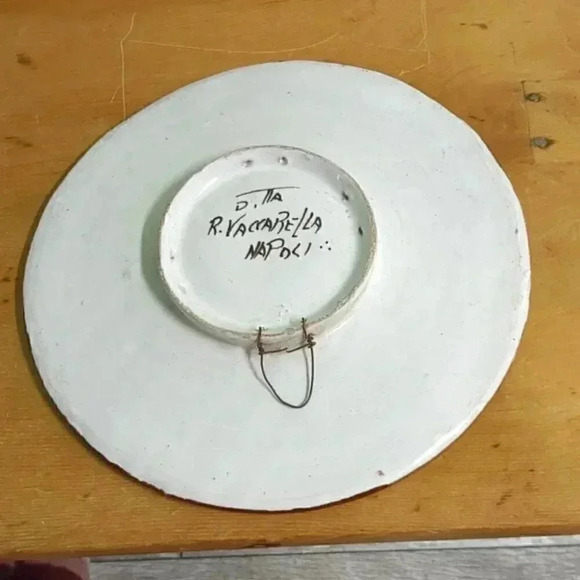 D.TTA
R. VACCARELLA
NAPOLI ∴